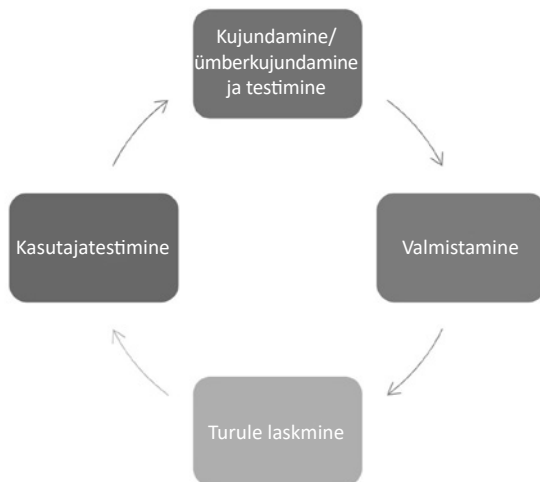 Kujundamine/
ümberkujundamine
ja testimine
Kasutajatestimine
Valmistamine
Turule laskmine